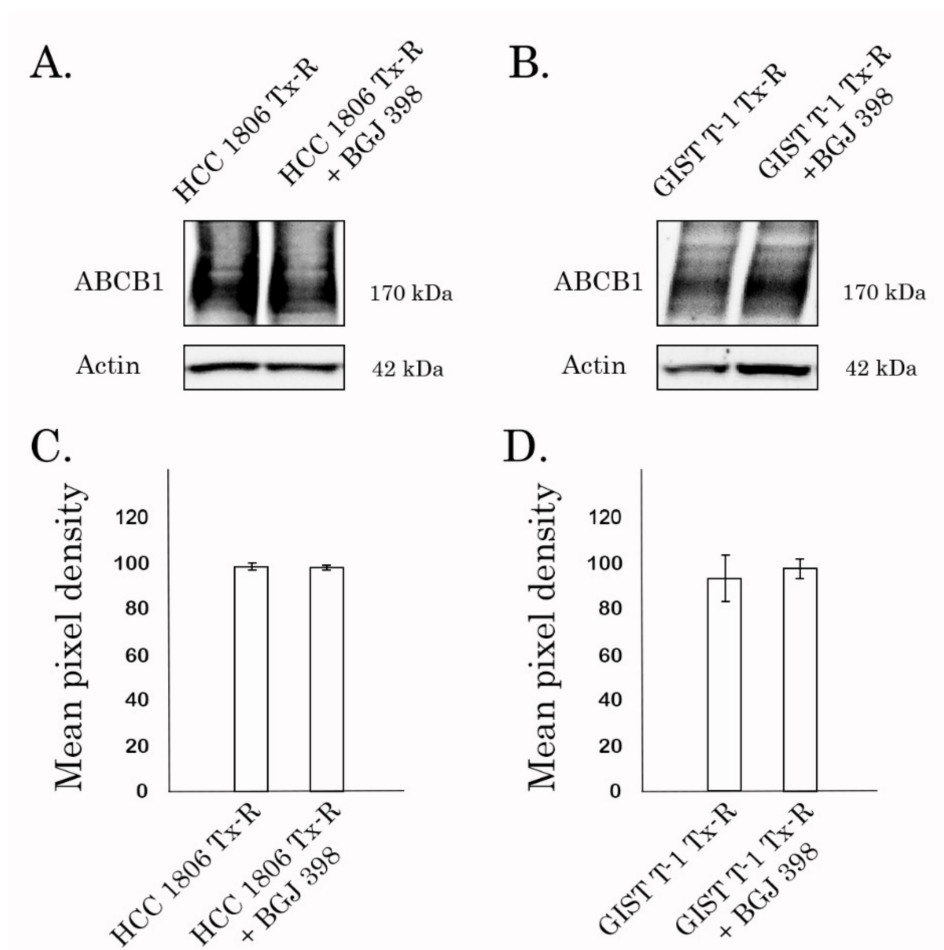 A.
HCC 1806 Tx-R
HCC 1806 Tx-R
+ BGJ 398
ABCB1
170 kDa
Actin
42 kDa
B.
GIST T-1 Tx-R
GIST T-1 Tx-R
+BGJ 398
ABCB1
170 kDa
Actin
42 kDa
C.
Mean pixel density
120
100
80
60
40
20
0
HCC 1806 Tx-R
HCC 1806 Tx-R
+ BGJ 398
D.
Mean pixel density
120
100
80
60
40
20
0
GIST T-1 Tx-R
GIST T-1 Tx-R
+ BGJ 398